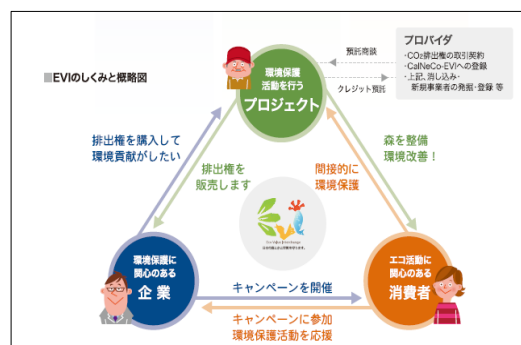 ■EVIのしくみと概略図
環境保護
活動を行う
プロジェクト
預託商談
クレジット預託
プロバイダ
・CO₂排出権の取引契約
・CaNeCo-EVIへの登録
・上記、消し込み・
新規事業者の発掘・登録 等
排出権を購入して
環境貢献がしたい
排出権を
販売します
間接的に
環境保護
森を整備
環境改善！
環境保護に
関心のある
企業
キャンペーンを開催
キャンペーンに参加
環境保護活動を応援
エコ活動に
関心のある
消費者